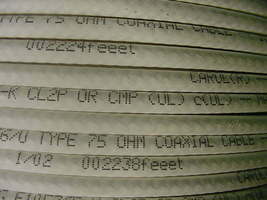 TYPE 75 OHM COAXIAL CABLE
002224feeet
CAROL(R)
-K CL2P OR CMP (UL) c(UL) --
6/U TYPE 75 OHM COAXIAL CABLE
1/02 002238feeet